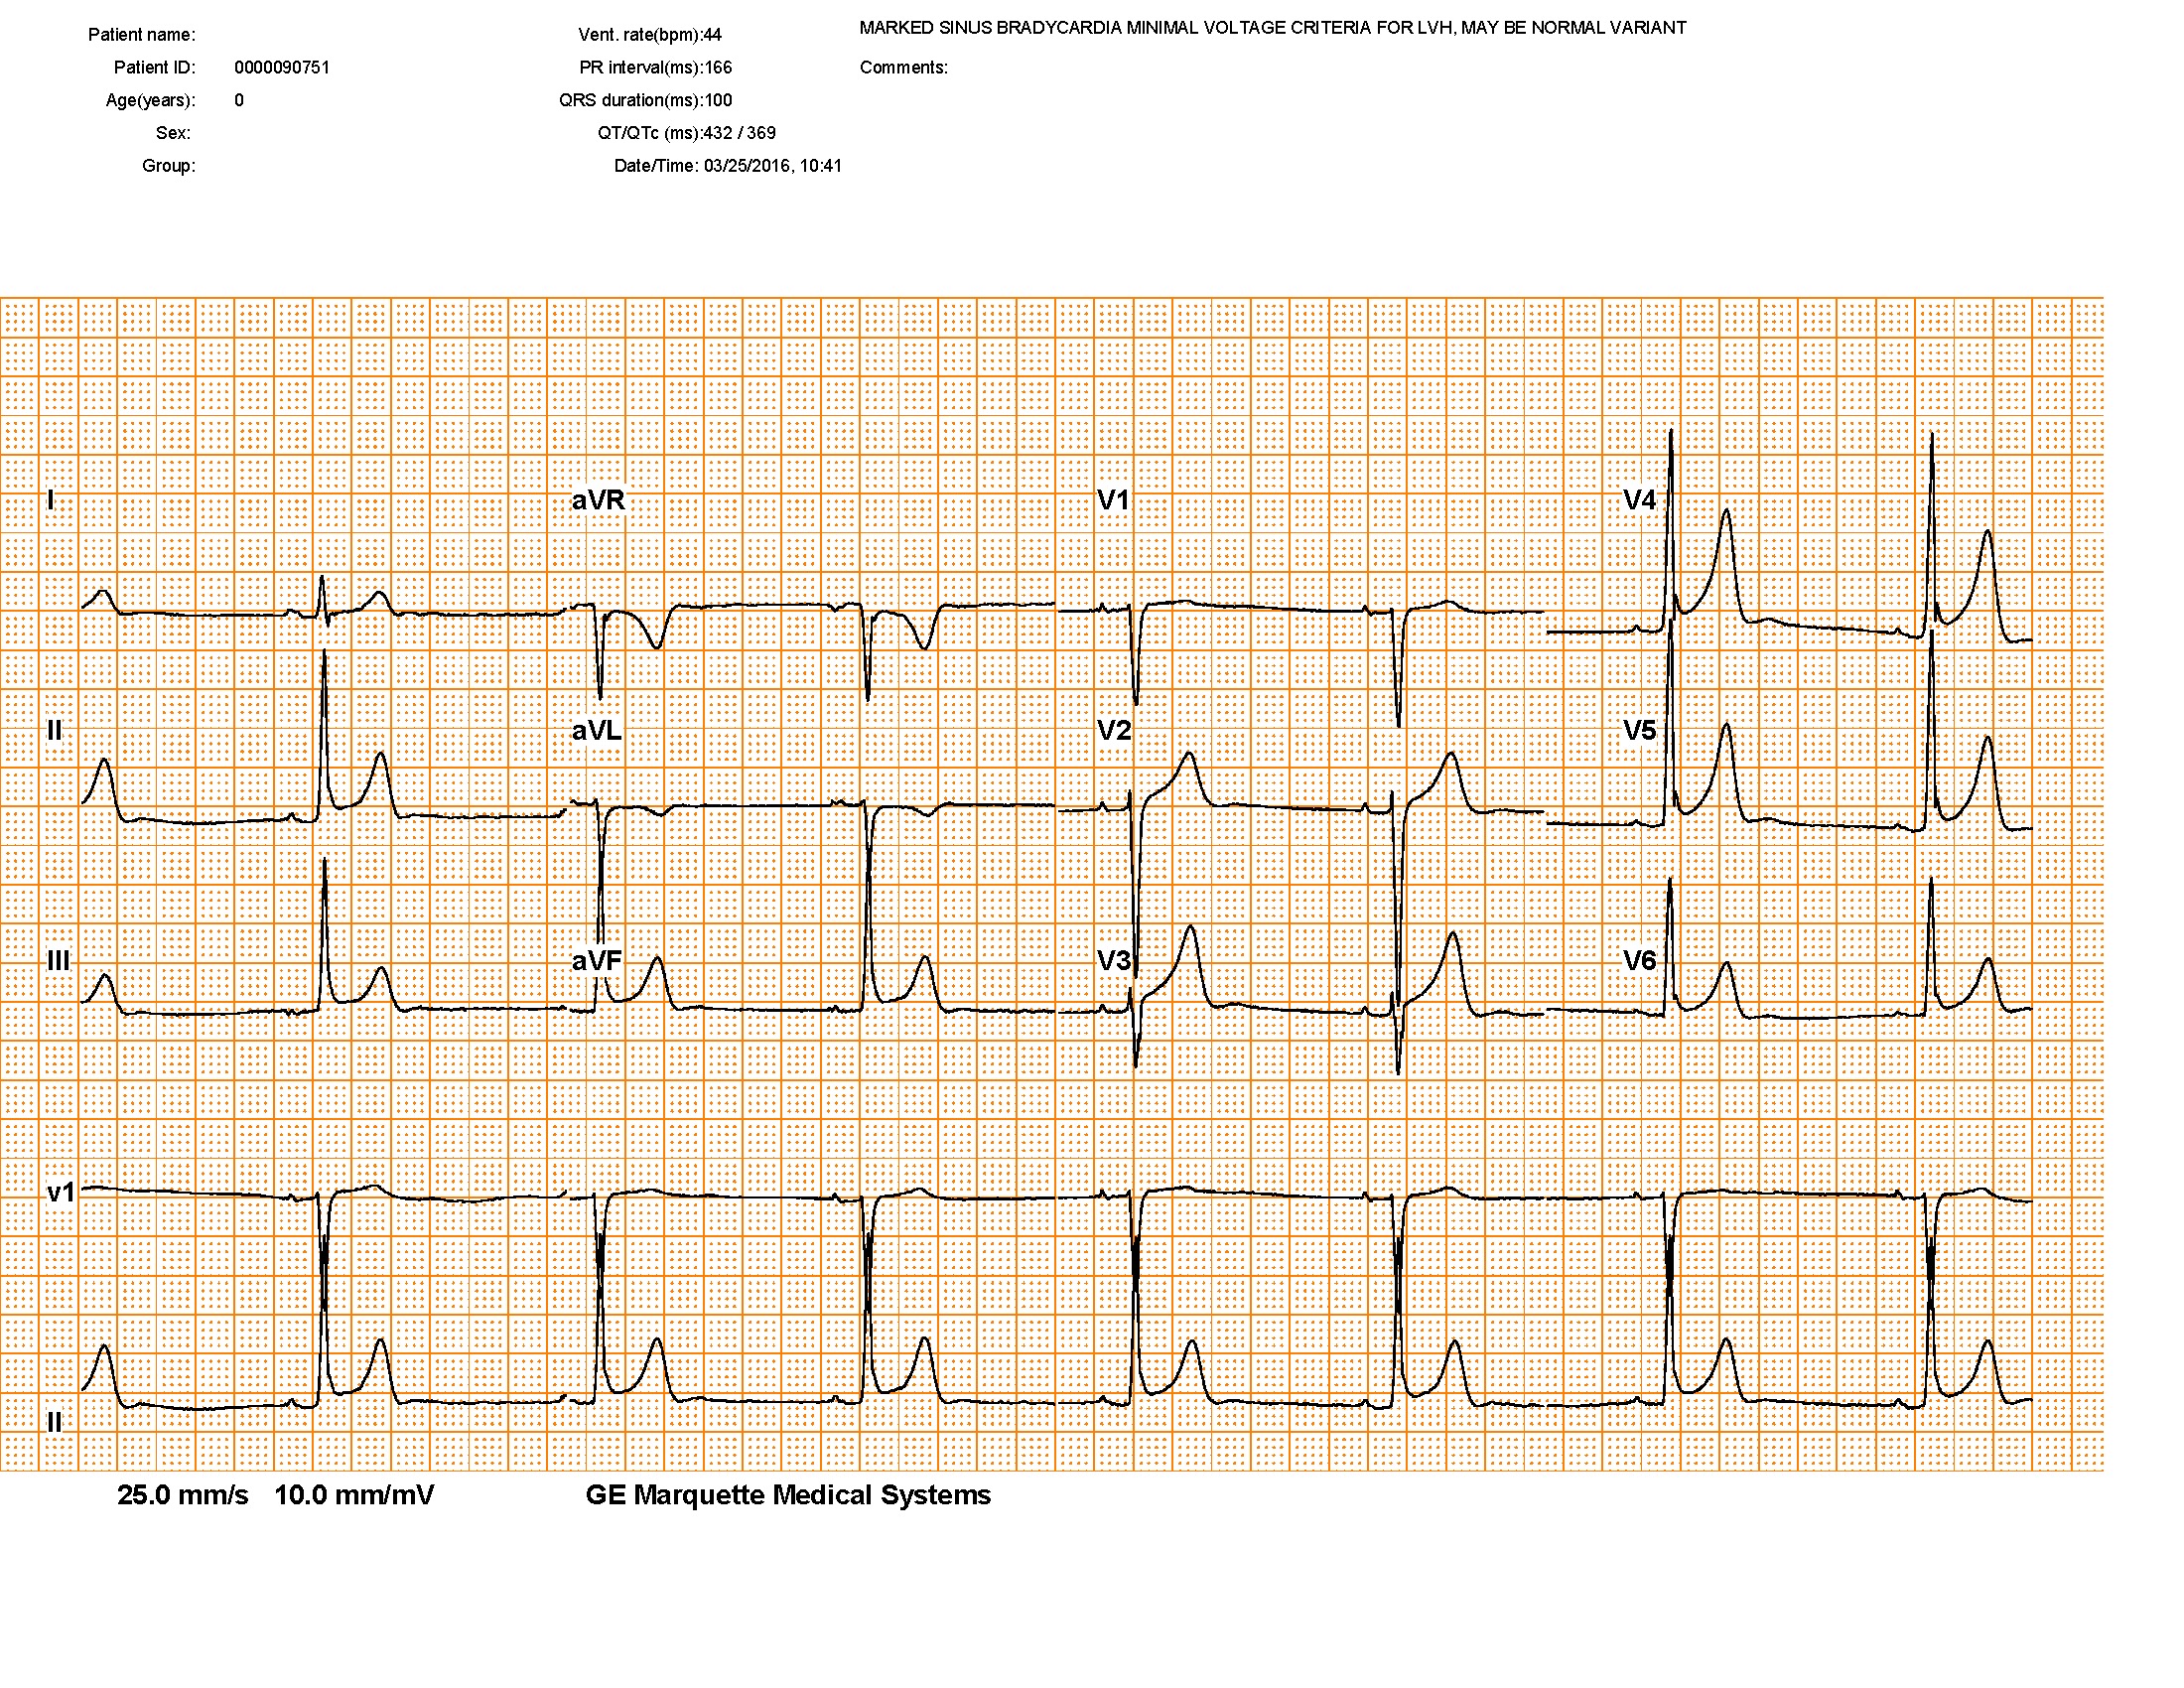 Patient name:
Patient ID: 0000090751
Age(years): 0
Sex:
Group:
Vent. rate(bpm):44
PR interval(ms):166
QRS duration(ms):100
QT/QTc (ms):432 / 369
Date/Time: 03/25/2016, 10:41
MARKED SINUS BRADYCARDIA MINIMAL VOLTAGE CRITERIA FOR LVH, MAY BE NORMAL VARIANT
Comments:
I aVR V1 V4
II aVL V2 V5
III aVF V3 V6
v1
II
25.0 mm/s 10.0 mm/mV GE Marquette Medical Systems